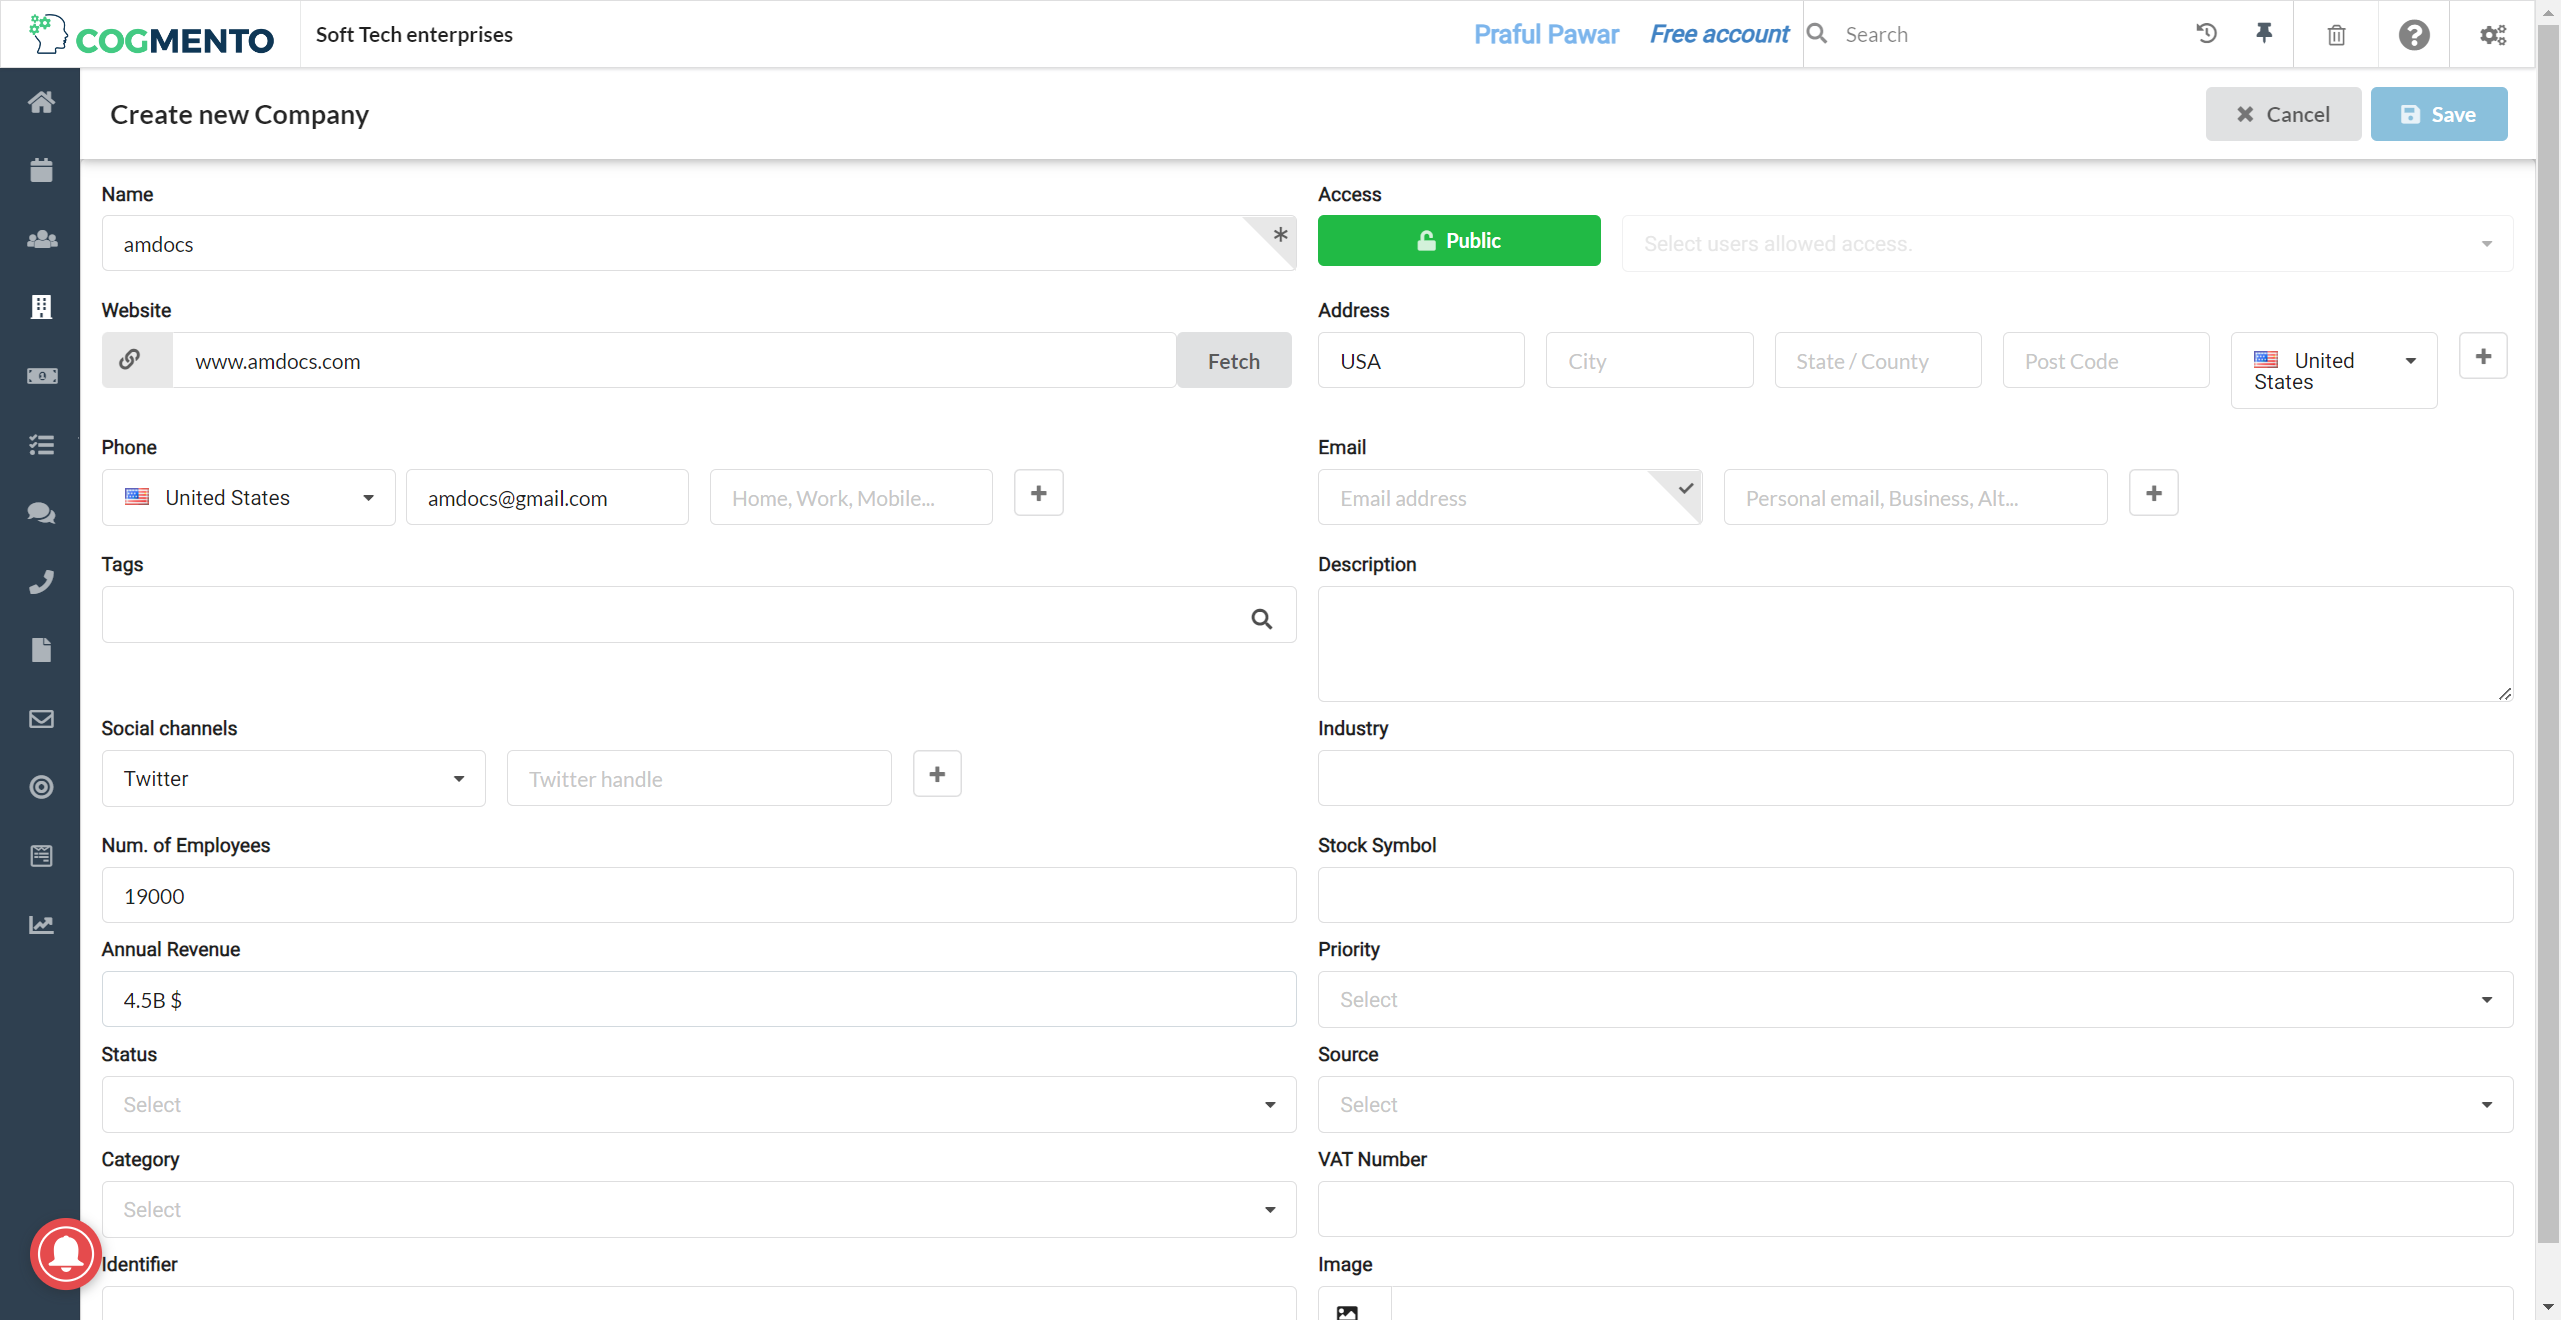 COGMENTO
Soft Tech enterprises
Praful Pawar
Free account
Search
Create new Company
Cancel
Save
Name
Access
amdocs
*
Public
Select users allowed access.
Website
Address
www.amdocs.com
Fetch
USA
City
State / County
Post Code
United
States
Phone
Email
United States
amdocs@gmail.com
Home, Work, Mobile...
Email address
Personal email, Business, Alt...
Tags
Description
Social channels
Industry
Twitter
Twitter handle
Num. of Employees
Stock Symbol
19000
Annual Revenue
Priority
4.5B $
Select
Status
Source
Select
Select
Category
VAT Number
Select
Identifier
Image